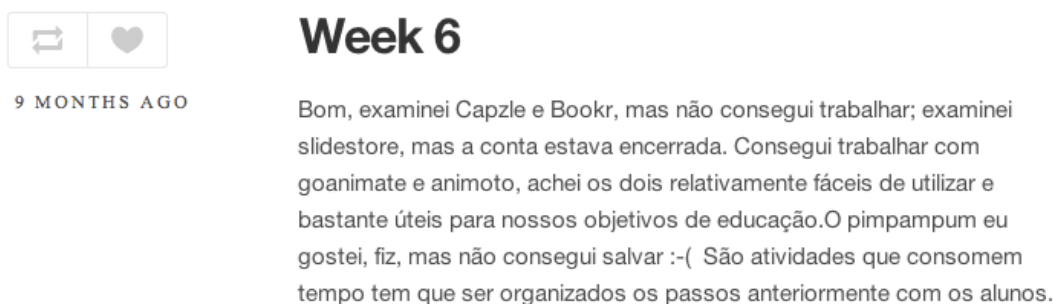 Week 6
9 MONTHS AGO
Bom, examinei Capzle e Bookr, mas não consegui trabalhar; examinei
slidestore, mas a conta estava encerrada. Consegui trabalhar com
goanimate e animoto, achei os dois relativamente fáceis de utilizar e
bastante úteis para nossos objetivos de educação.O pimpampum eu
gostei, fiz, mas não consegui salvar :-(  São atividades que consomem
tempo tem que ser organizados os passos anteriormente com os alunos.